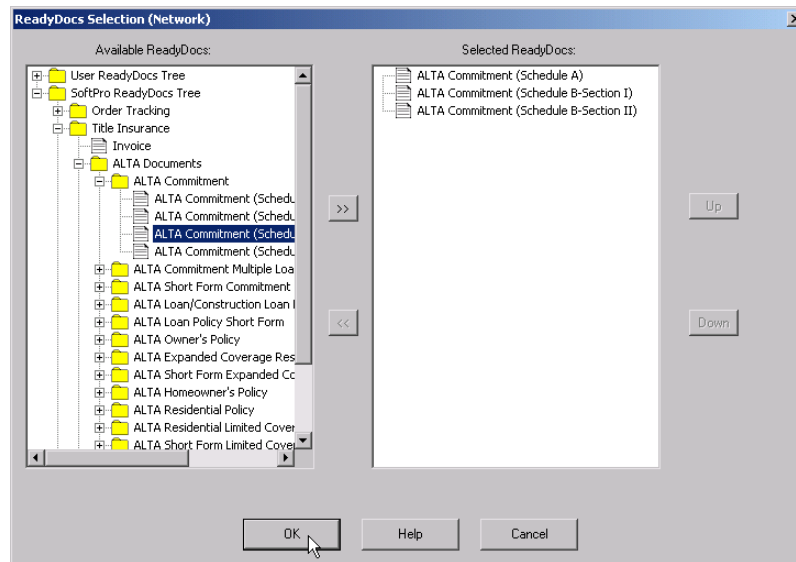 ReadyDocs Selection (Network)
Available ReadyDocs:
User ReadyDocs Tree
SoftPro ReadyDocs Tree
Order Tracking
Title Insurance
Invoice
ALTA Documents
ALTA Commitment
ALTA Commitment (Schedu
ALTA Commitment (Schedu
ALTA Commitment (Schedu
ALTA Commitment (Schedu
ALTA Commitment Multiple Loa
ALTA Short Form Commitment
ALTA Loan/Construction Loan
ALTA Loan Policy Short Form
ALTA Owner's Policy
ALTA Expanded Coverage Res
ALTA Short Form Expanded Co
ALTA Homeowner's Policy
ALTA Residential Policy
ALTA Residential Limited Cover
ALTA Short Form Limited Cover
>>
<<
Selected ReadyDocs:
ALTA Commitment (Schedule A)
ALTA Commitment (Schedule B-Section I)
ALTA Commitment (Schedule B-Section II)
Up
Down
OK
Help
Cancel